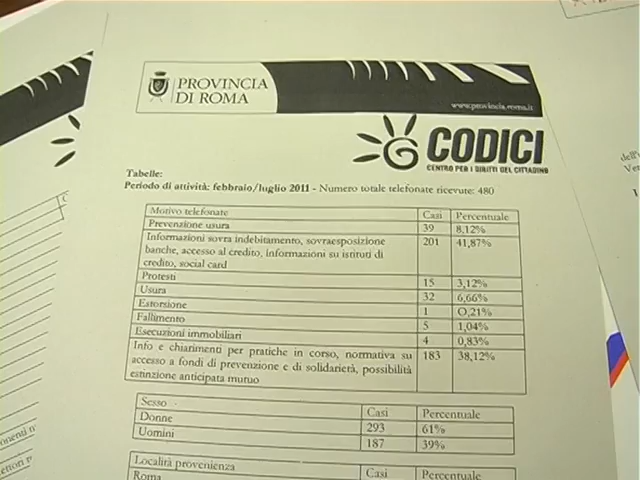 PROVINCIA
DI ROMA
www.provincia.roma.it
CODICI
CENTRO PER I DIRITTI DEL CITTADINO
Tabelle:
Periodo di attività: febbraio/luglio 2011 - Numero totale telefonate ricevute: 480
Motivo telefonate Casi Percentuale
Prevenzione usura 39 8,12%
Informazioni sovra indebitamento, sovraesposizione 201 41,87%
banche, accesso al credito, informazioni su istituti di
credito, social card
Protesti 15 3,12%
Usura 32 6,66%
Estorsione 1 O,21%
Fallimento 5 1,04%
Esecuzioni immobiliari 4 0,83%
Info e chiarimenti per pratiche in corso, normativa su 183 38,12%
accesso a fondi di prevenzione e di solidarietà, possibilità
estinzione anticipata mutuo
Sesso Casi Percentuale
Donne 293 61%
Uomini 187 39%
Località provenienza Casi Percentuale
Roma